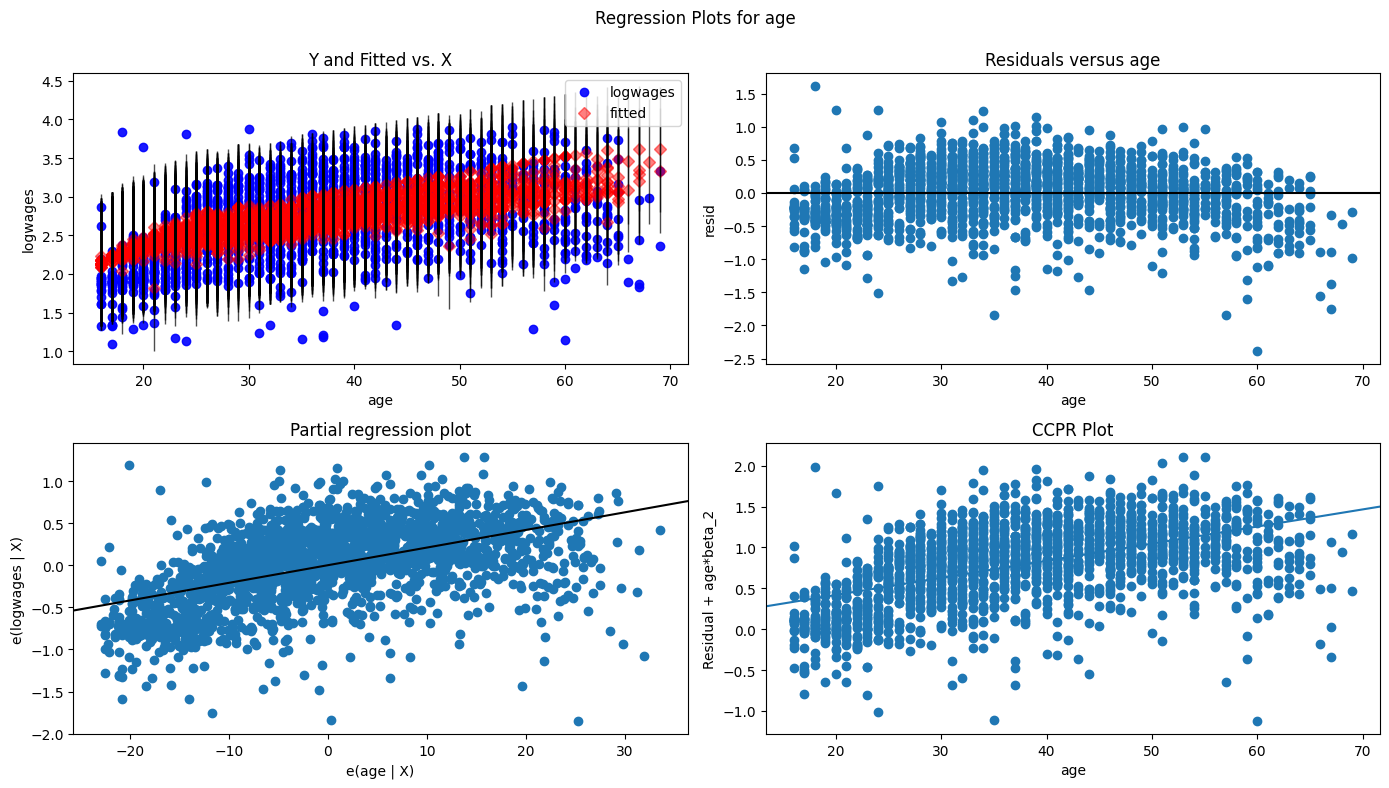 Regression Plots for age
Y and Fitted vs. X
4.5
4.0
3.5
3.0
2.5
2.0
1.5
1.0
logwages
logwages
fitted
20 30 40 50 60 70
age
Residuals versus age
1.5
1.0
0.5
0.0
−0.5
−1.0
−1.5
−2.0
−2.5
resid
20 30 40 50 60 70
age
Partial regression plot
1.0
0.5
0.0
−0.5
−1.0
−1.5
−2.0
e(logwages | X)
−20 −10 0 10 20 30
e(age | X)
CCPR Plot
2.0
1.5
1.0
0.5
0.0
−0.5
−1.0
Residual + age*beta_2
20 30 40 50 60 70
age